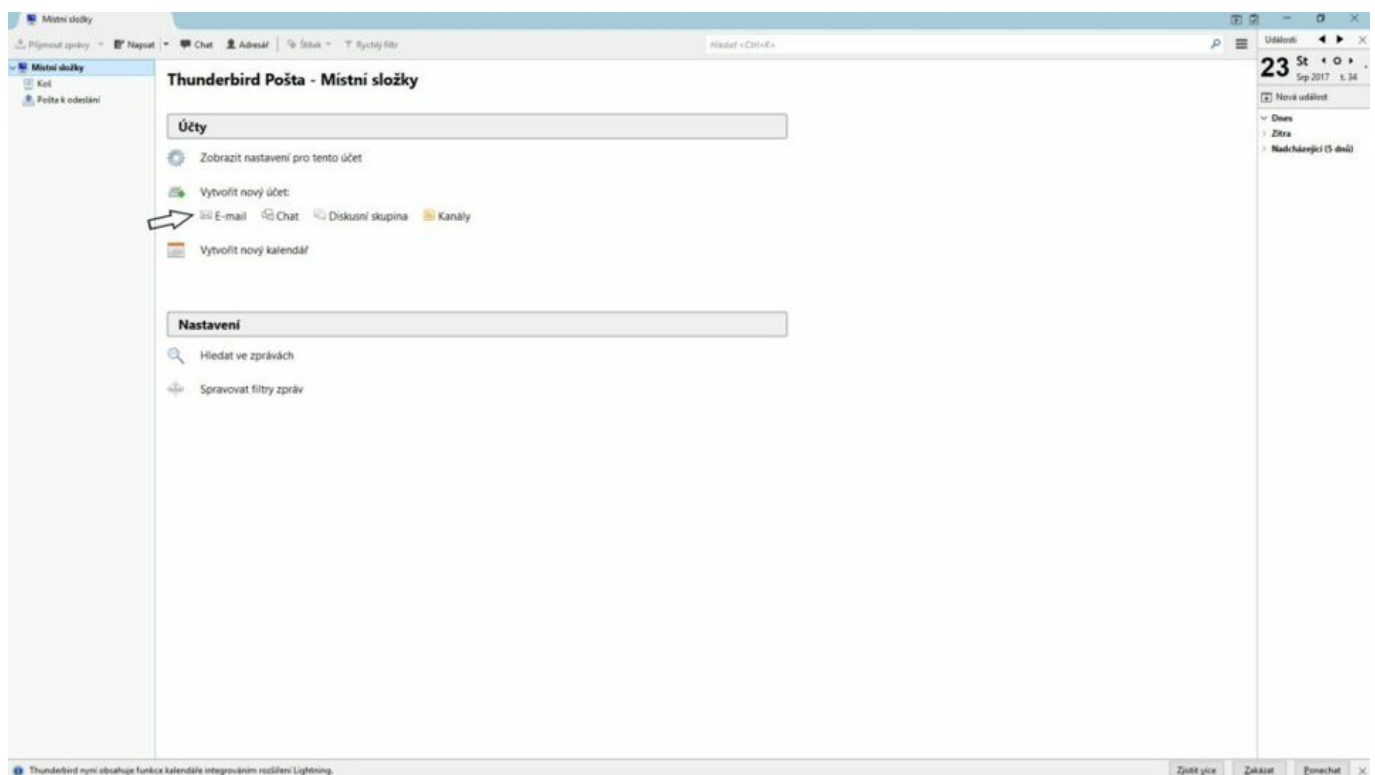 Místní složky
Přijmout zprávy Napsat Chat Adresář Štítek Rychlý filtr Hledat <Ctrl+K> Události
Místní složky
Koš
Pošta k odeslání
Thunderbird Pošta - Místní složky
Účty
Zobrazit nastavení pro tento účet
Vytvořit nový účet:
E-mail Chat Diskusní skupina Kanály
Vytvořit nový kalendář
Nastavení
Hledat ve zprávách
Spravovat filtry zpráv
23 St
Srp 2017 t. 34
Nová událost
Dnes
Zítra
Nadcházející (5 dnů)
Thunderbird nyní obsahuje funkce kalendáře integrováním rozšíření Lightning. Zjistit více Zakázat Ponechat